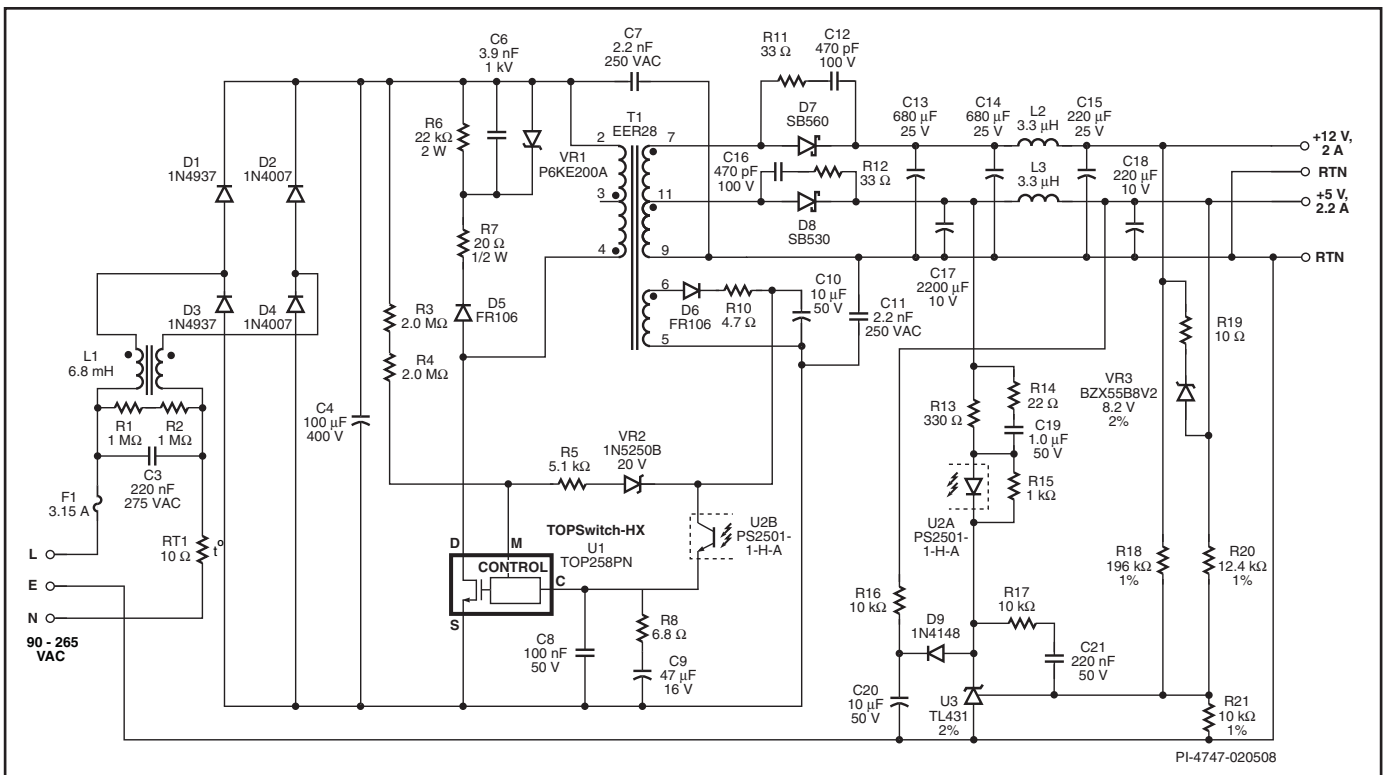 C6
3.9 nF
1 kV
C7
2.2 nF
250 VAC
R11
33 Ω
C12
470 pF
100 V
R6
22 kΩ
2 W
VR1
P6KE200A
T1
EER28
2
3
4
7
11
9
6
5
D7
SB560
C16
470 pF
100 V
R12
33 Ω
D8
SB530
C13
680 μF
25 V
C14
680 μF
25 V
L2
3.3 μH
C15
220 μF
25 V
L3
3.3 μH
C18
220 μF
10 V
+12 V,
2 A
RTN
+5 V,
2.2 A
RTN
D1
1N4937
D2
1N4007
D3
1N4937
D4
1N4007
R7
20 Ω
1/2 W
D5
FR106
R3
2.0 MΩ
R4
2.0 MΩ
D6
FR106
R10
4.7 Ω
C10
10 μF
50 V
C11
2.2 nF
250 VAC
C17
2200 μF
10 V
R19
10 Ω
VR3
BZX55B8V2
8.2 V
2%
L1
6.8 mH
R1
1 MΩ
R2
1 MΩ
C3
220 nF
275 VAC
C4
100 μF
400 V
F1
3.15 A
RT1
10 Ω
t°
L
E
N
90 - 265
VAC
R5
5.1 kΩ
VR2
1N5250B
20 V
U2B
PS2501-
1-H-A
TOPSwitch-HX
U1
TOP258PN
D
M
CONTROL
C
S
C8
100 nF
50 V
R8
6.8 Ω
C9
47 μF
16 V
R13
330 Ω
R14
22 Ω
C19
1.0 μF
50 V
R15
1 kΩ
U2A
PS2501-
1-H-A
R16
10 kΩ
R17
10 kΩ
D9
1N4148
C21
220 nF
50 V
C20
10 μF
50 V
U3
TL431
2%
R18
196 kΩ
1%
R20
12.4 kΩ
1%
R21
10 kΩ
1%
PI-4747-020508